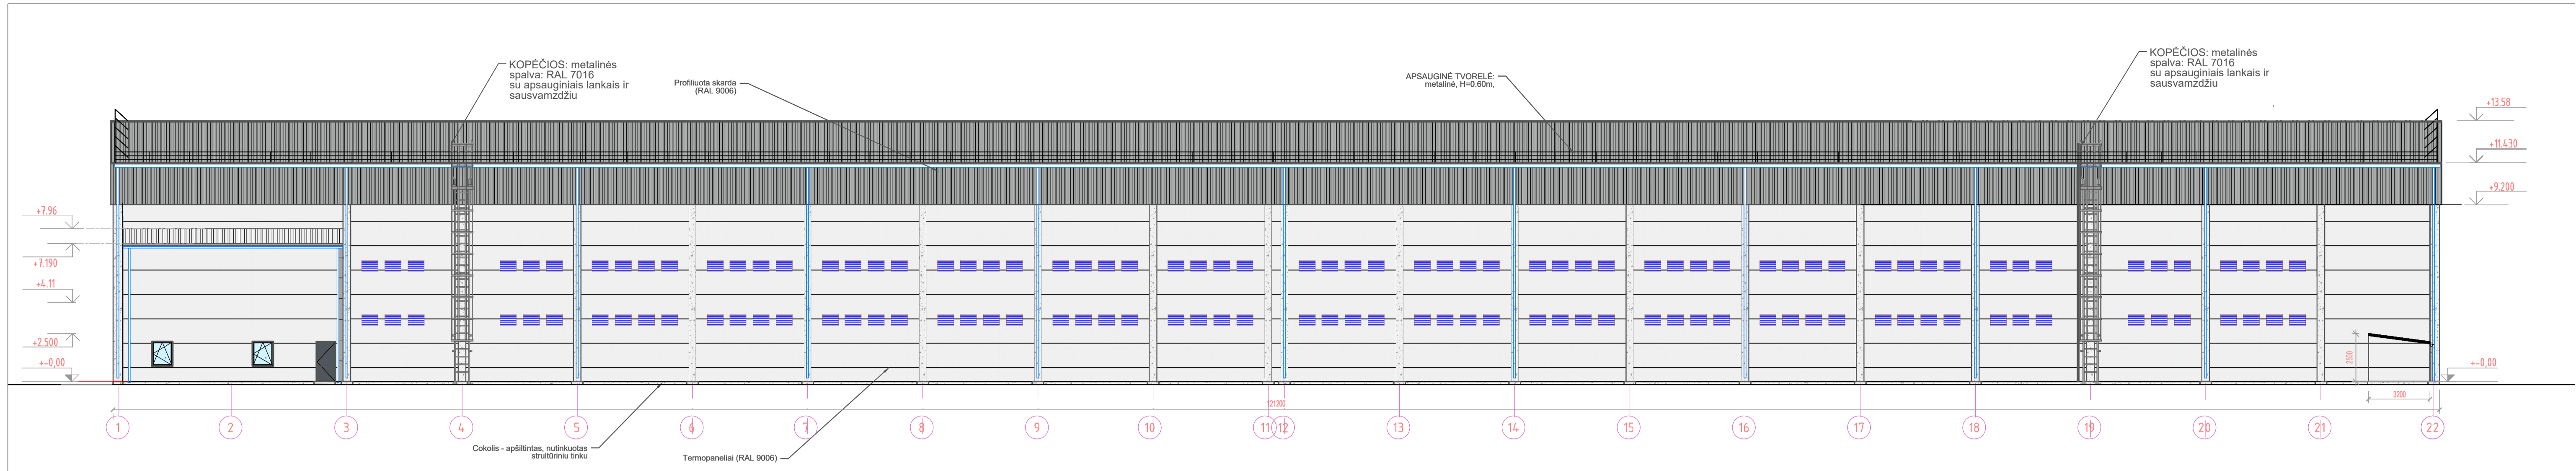 KOPĖČIOS: metalinės
spalva: RAL 7016
su apsauginiais lankais ir
sausvamzdžiu
Profiliuota skarda
(RAL 9006)
APSAUGINĖ TVORELĖ:
metalinė, H=0.60m,
KOPĖČIOS: metalinės
spalva: RAL 7016
su apsauginiais lankais ir
sausvamzdžiu
+13.58
+11.430
+9.200
+7.96
+7.190
+4.11
+2.500
+-0,00
+-0,00
3200
121200
1 2 3 4 5 6 7 8 9 10 11 12 13 14 15 16 17 18 19 20 21 22
Cokolis - apšiltintas, nutinkuotas
strultūriniu tinku
Termopaneliai (RAL 9006)